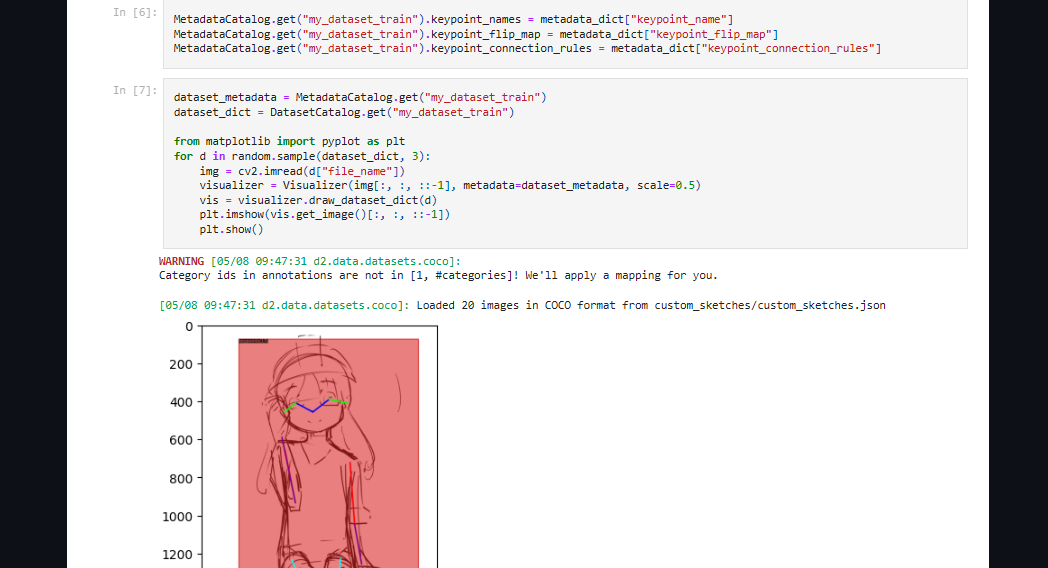 In [6]:
MetadataCatalog.get("my_dataset_train").keypoint_names = metadata_dict["keypoint_name"]
MetadataCatalog.get("my_dataset_train").keypoint_flip_map = metadata_dict["keypoint_flip_map"]
MetadataCatalog.get("my_dataset_train").keypoint_connection_rules = metadata_dict["keypoint_connection_rules"]
In [7]:
dataset_metadata = MetadataCatalog.get("my_dataset_train")
dataset_dict = DatasetCatalog.get("my_dataset_train")
from matplotlib import pyplot as plt
for d in random.sample(dataset_dict, 3):
    img = cv2.imread(d["file_name"])
    visualizer = Visualizer(img[:, :, ::-1], metadata=dataset_metadata, scale=0.5)
    vis = visualizer.draw_dataset_dict(d)
    plt.imshow(vis.get_image()[:, :, ::-1])
    plt.show()
WARNING [05/08 09:47:31 d2.data.datasets.coco]:
Category ids in annotations are not in [1, #categories]! We'll apply a mapping for you.
[05/08 09:47:31 d2.data.datasets.coco]: Loaded 20 images in COCO format from custom_sketches/custom_sketches.json
0
200
400
600
800
1000
1200